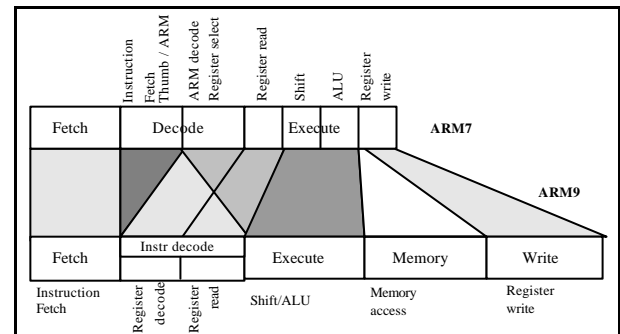 Instruction
Fetch
Thumb / ARM
ARM decode
Register select
Register read
Shift
ALU
Register
write
Fetch
Decode
Execute
ARM7
ARM9
Fetch
Instr decode
Execute
Memory
Write
Instruction
Fetch
Register
decode
Register
read
Shift/ALU
Memory
access
Register
write